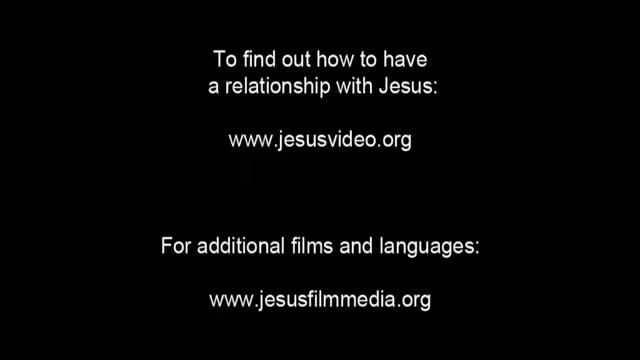 To find out how to have
a relationship with Jesus:
www.jesusvideo.org
For additional films and languages:
www.jesusfilmmedia.org